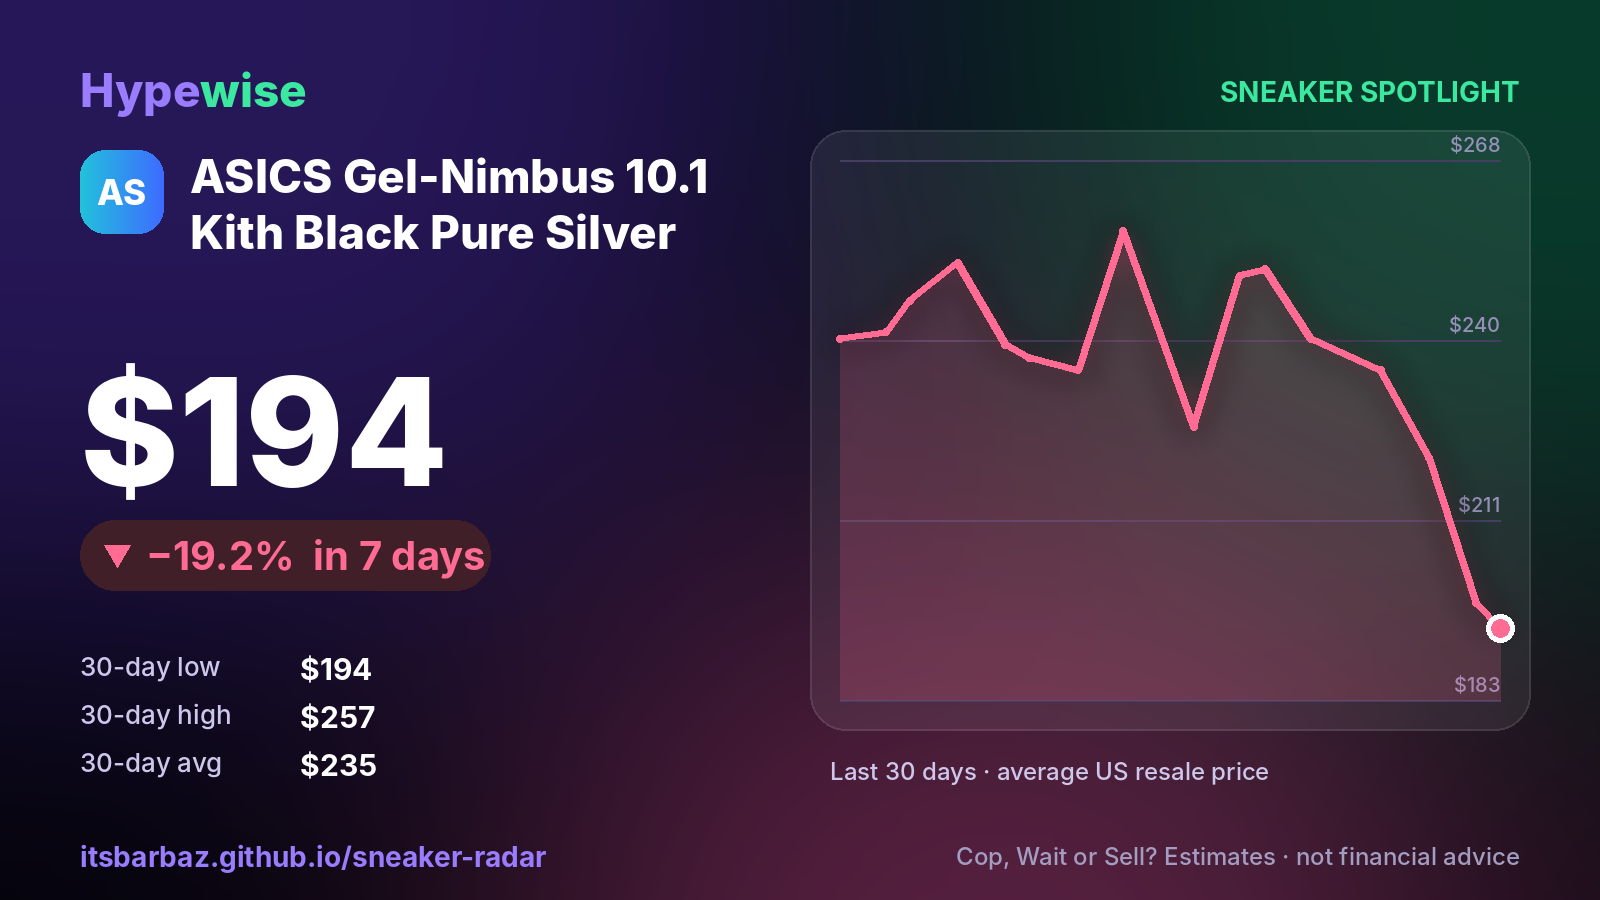 Hypewise
SNEAKER SPOTLIGHT
AS
ASICS Gel-Nimbus 10.1
Kith Black Pure Silver
$194
▼ −19.2% in 7 days
30-day low $194
30-day high $257
30-day avg $235
$268
$240
$211
$183
Last 30 days · average US resale price
itsbarbaz.github.io/sneaker-radar
Cop, Wait or Sell? Estimates · not financial advice